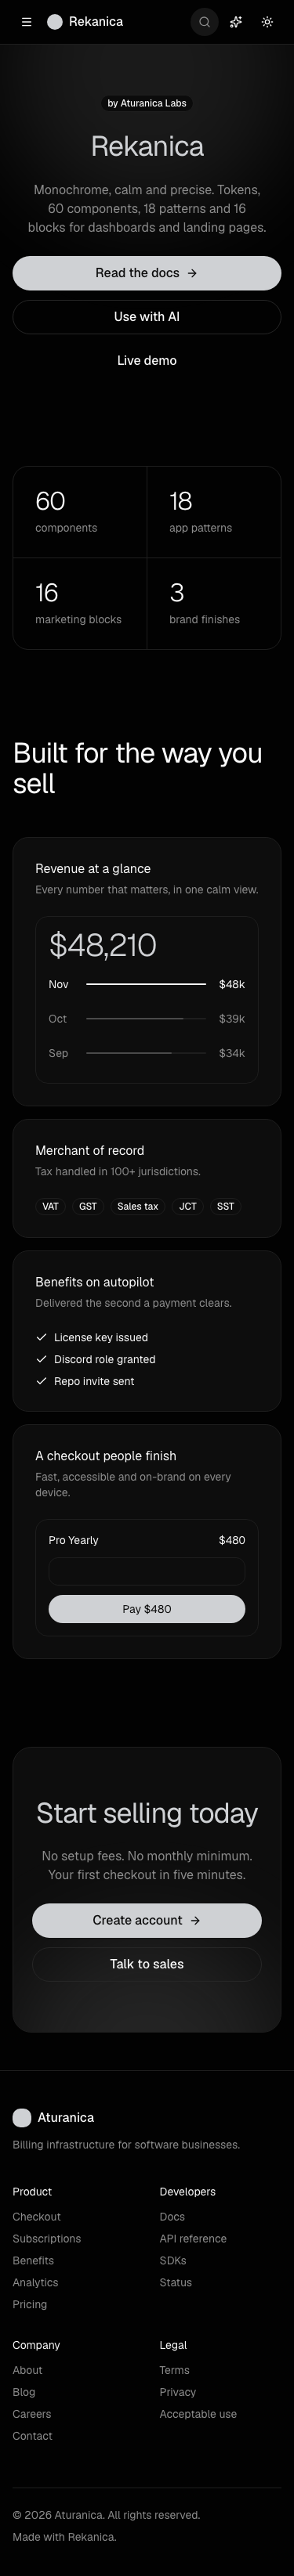 Rekanica
by Aturanica Labs
Rekanica
Monochrome, calm and precise. Tokens,
60 components, 18 patterns and 16
blocks for dashboards and landing pages.
Read the docs
Use with AI
Live demo
60
components
18
app patterns
16
marketing blocks
3
brand finishes
Built for the way you
sell
Revenue at a glance
Every number that matters, in one calm view.
$48,210
Nov $48k
Oct $39k
Sep $34k
Merchant of record
Tax handled in 100+ jurisdictions.
VAT GST Sales tax JCT SST
Benefits on autopilot
Delivered the second a payment clears.
License key issued
Discord role granted
Repo invite sent
A checkout people finish
Fast, accessible and on-brand on every
device.
Pro Yearly $480
Pay $480
Start selling today
No setup fees. No monthly minimum.
Your first checkout in five minutes.
Create account
Talk to sales
Aturanica
Billing infrastructure for software businesses.
Product
Checkout
Subscriptions
Benefits
Analytics
Pricing
Developers
Docs
API reference
SDKs
Status
Company
About
Blog
Careers
Contact
Legal
Terms
Privacy
Acceptable use
© 2026 Aturanica. All rights reserved.
Made with Rekanica.